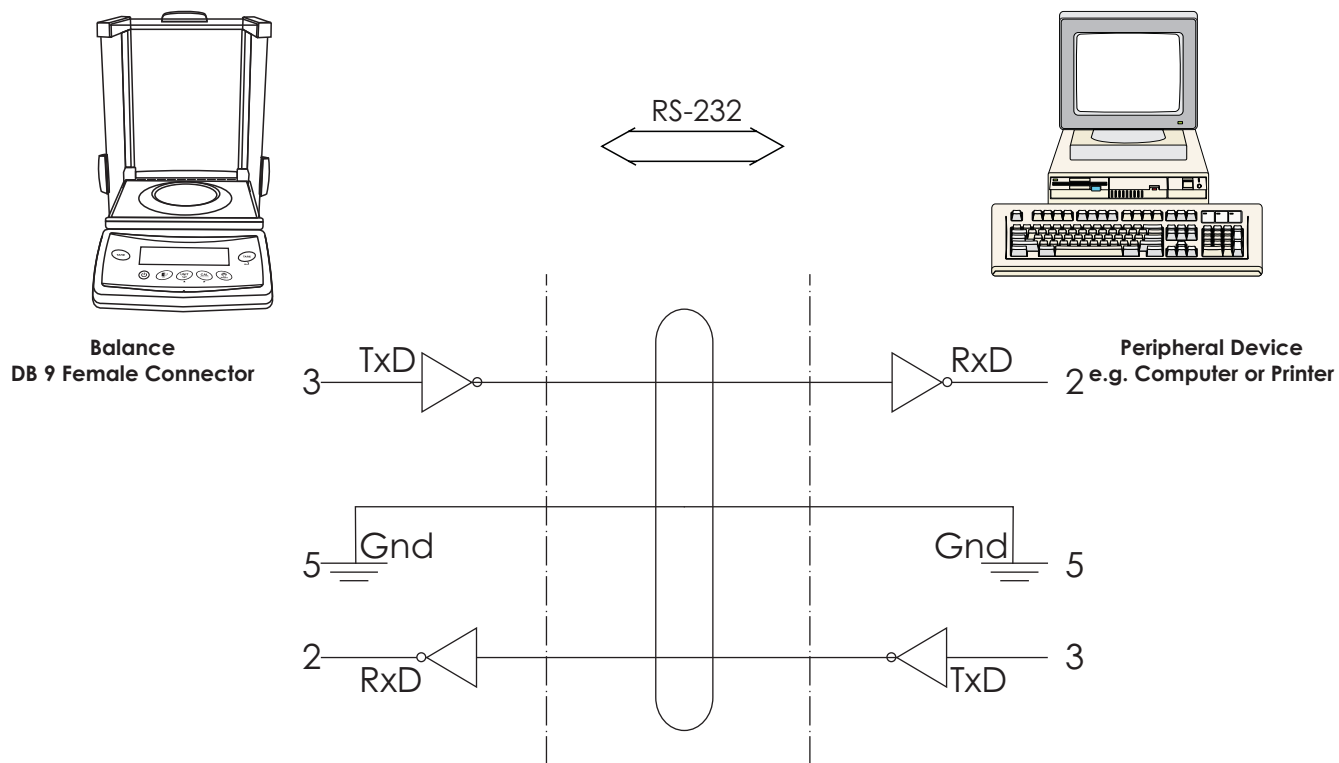 RS-232
Balance
DB 9 Female Connector
Peripheral Device
e.g. Computer or Printer
3 TxD RxD 2
5 Gnd Gnd 5
2 RxD TxD 3